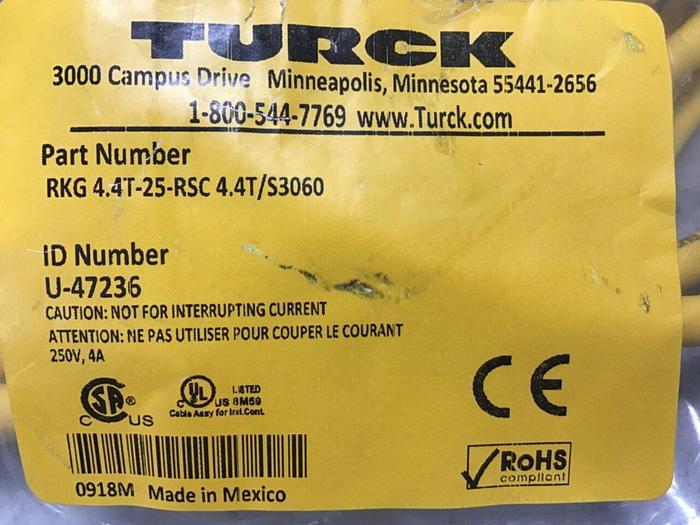 TURCK
3000 Campus Drive Minneapolis, Minnesota 55441-2656
1-800-544-7769 www.Turck.com
Part Number
RKG 4.4T-25-RSC 4.4T/S3060
ID Number
U-47236
CAUTION: NOT FOR INTERRUPTING CURRENT
ATTENTION: NE PAS UTILISER POUR COUPER LE COURANT
250V, 4A
CE
SA ® C US
UL LISTED
C US 8M59
Cable Assy for Ind.Cont.
0918M Made in Mexico
RoHS
compliant